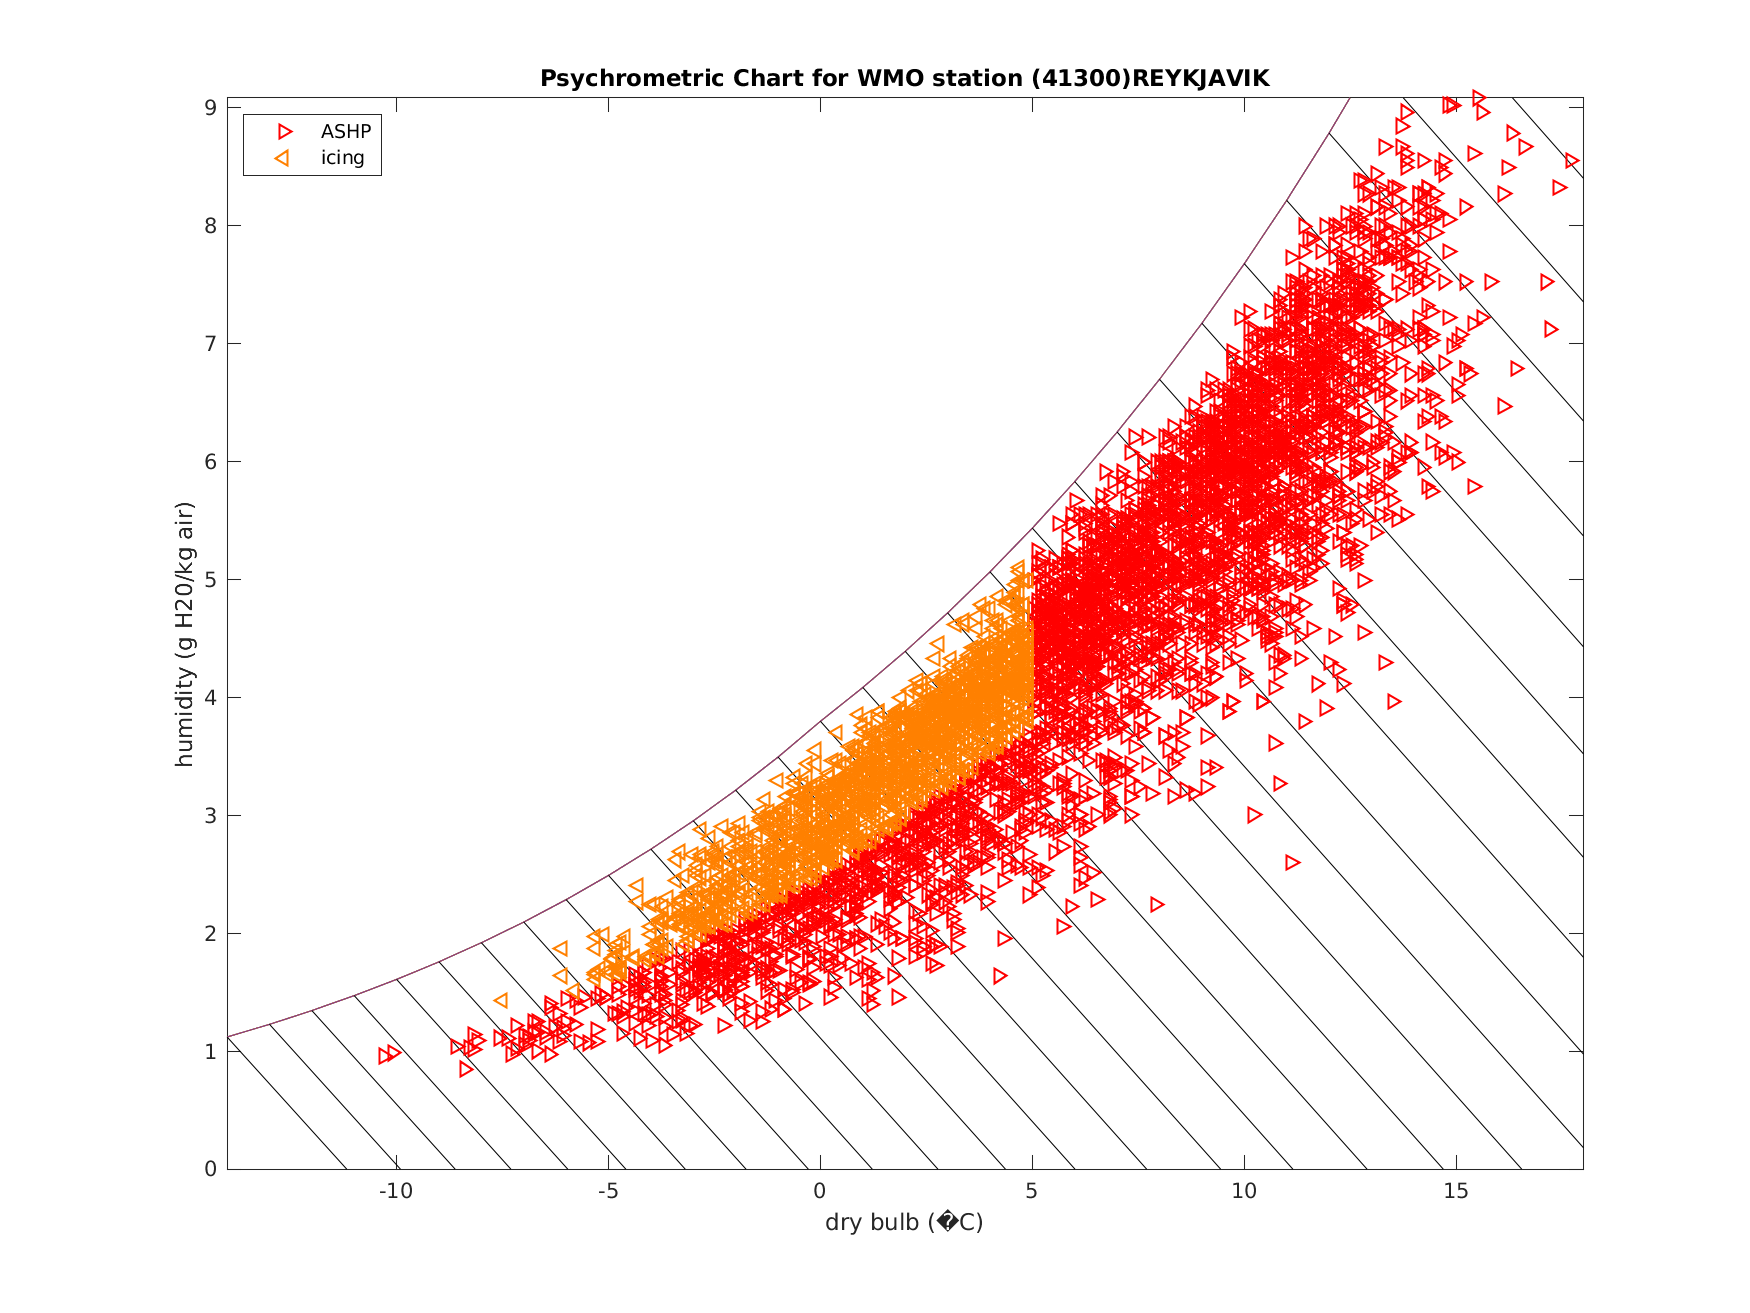 Psychrometric Chart for WMO station (41300)REYKJAVIK
ASHP
icing
humidity (g H20/kg air)
9
8
7
6
5
4
3
2
1
0
-10 -5 0 5 10 15
dry bulb (�C)